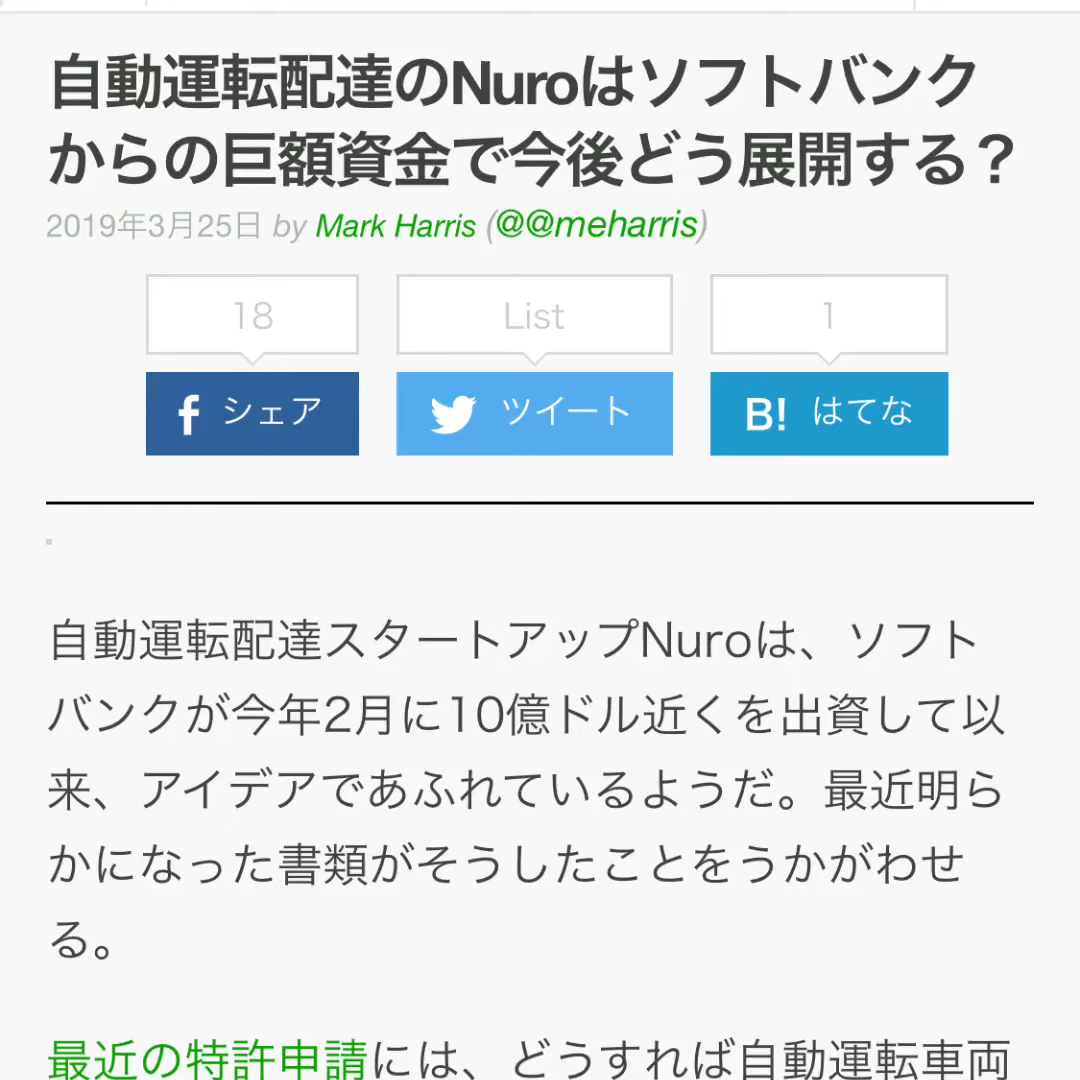 自動運転配達のNuroはソフトバンク
からの巨額資金で今後どう展開する？
2019年3月25日 by Mark Harris (@@meharris)
18
List
1
シェア
ツイート
B! はてな
自動運転配達スタートアップNuroは、ソフト
バンクが今年2月に10億ドル近くを出資して以
来、アイデアであふれているようだ。最近明ら
かになった書類がそうしたことをうかがわせ
る。
最近の特許申請には、どうすれば自動運転車両